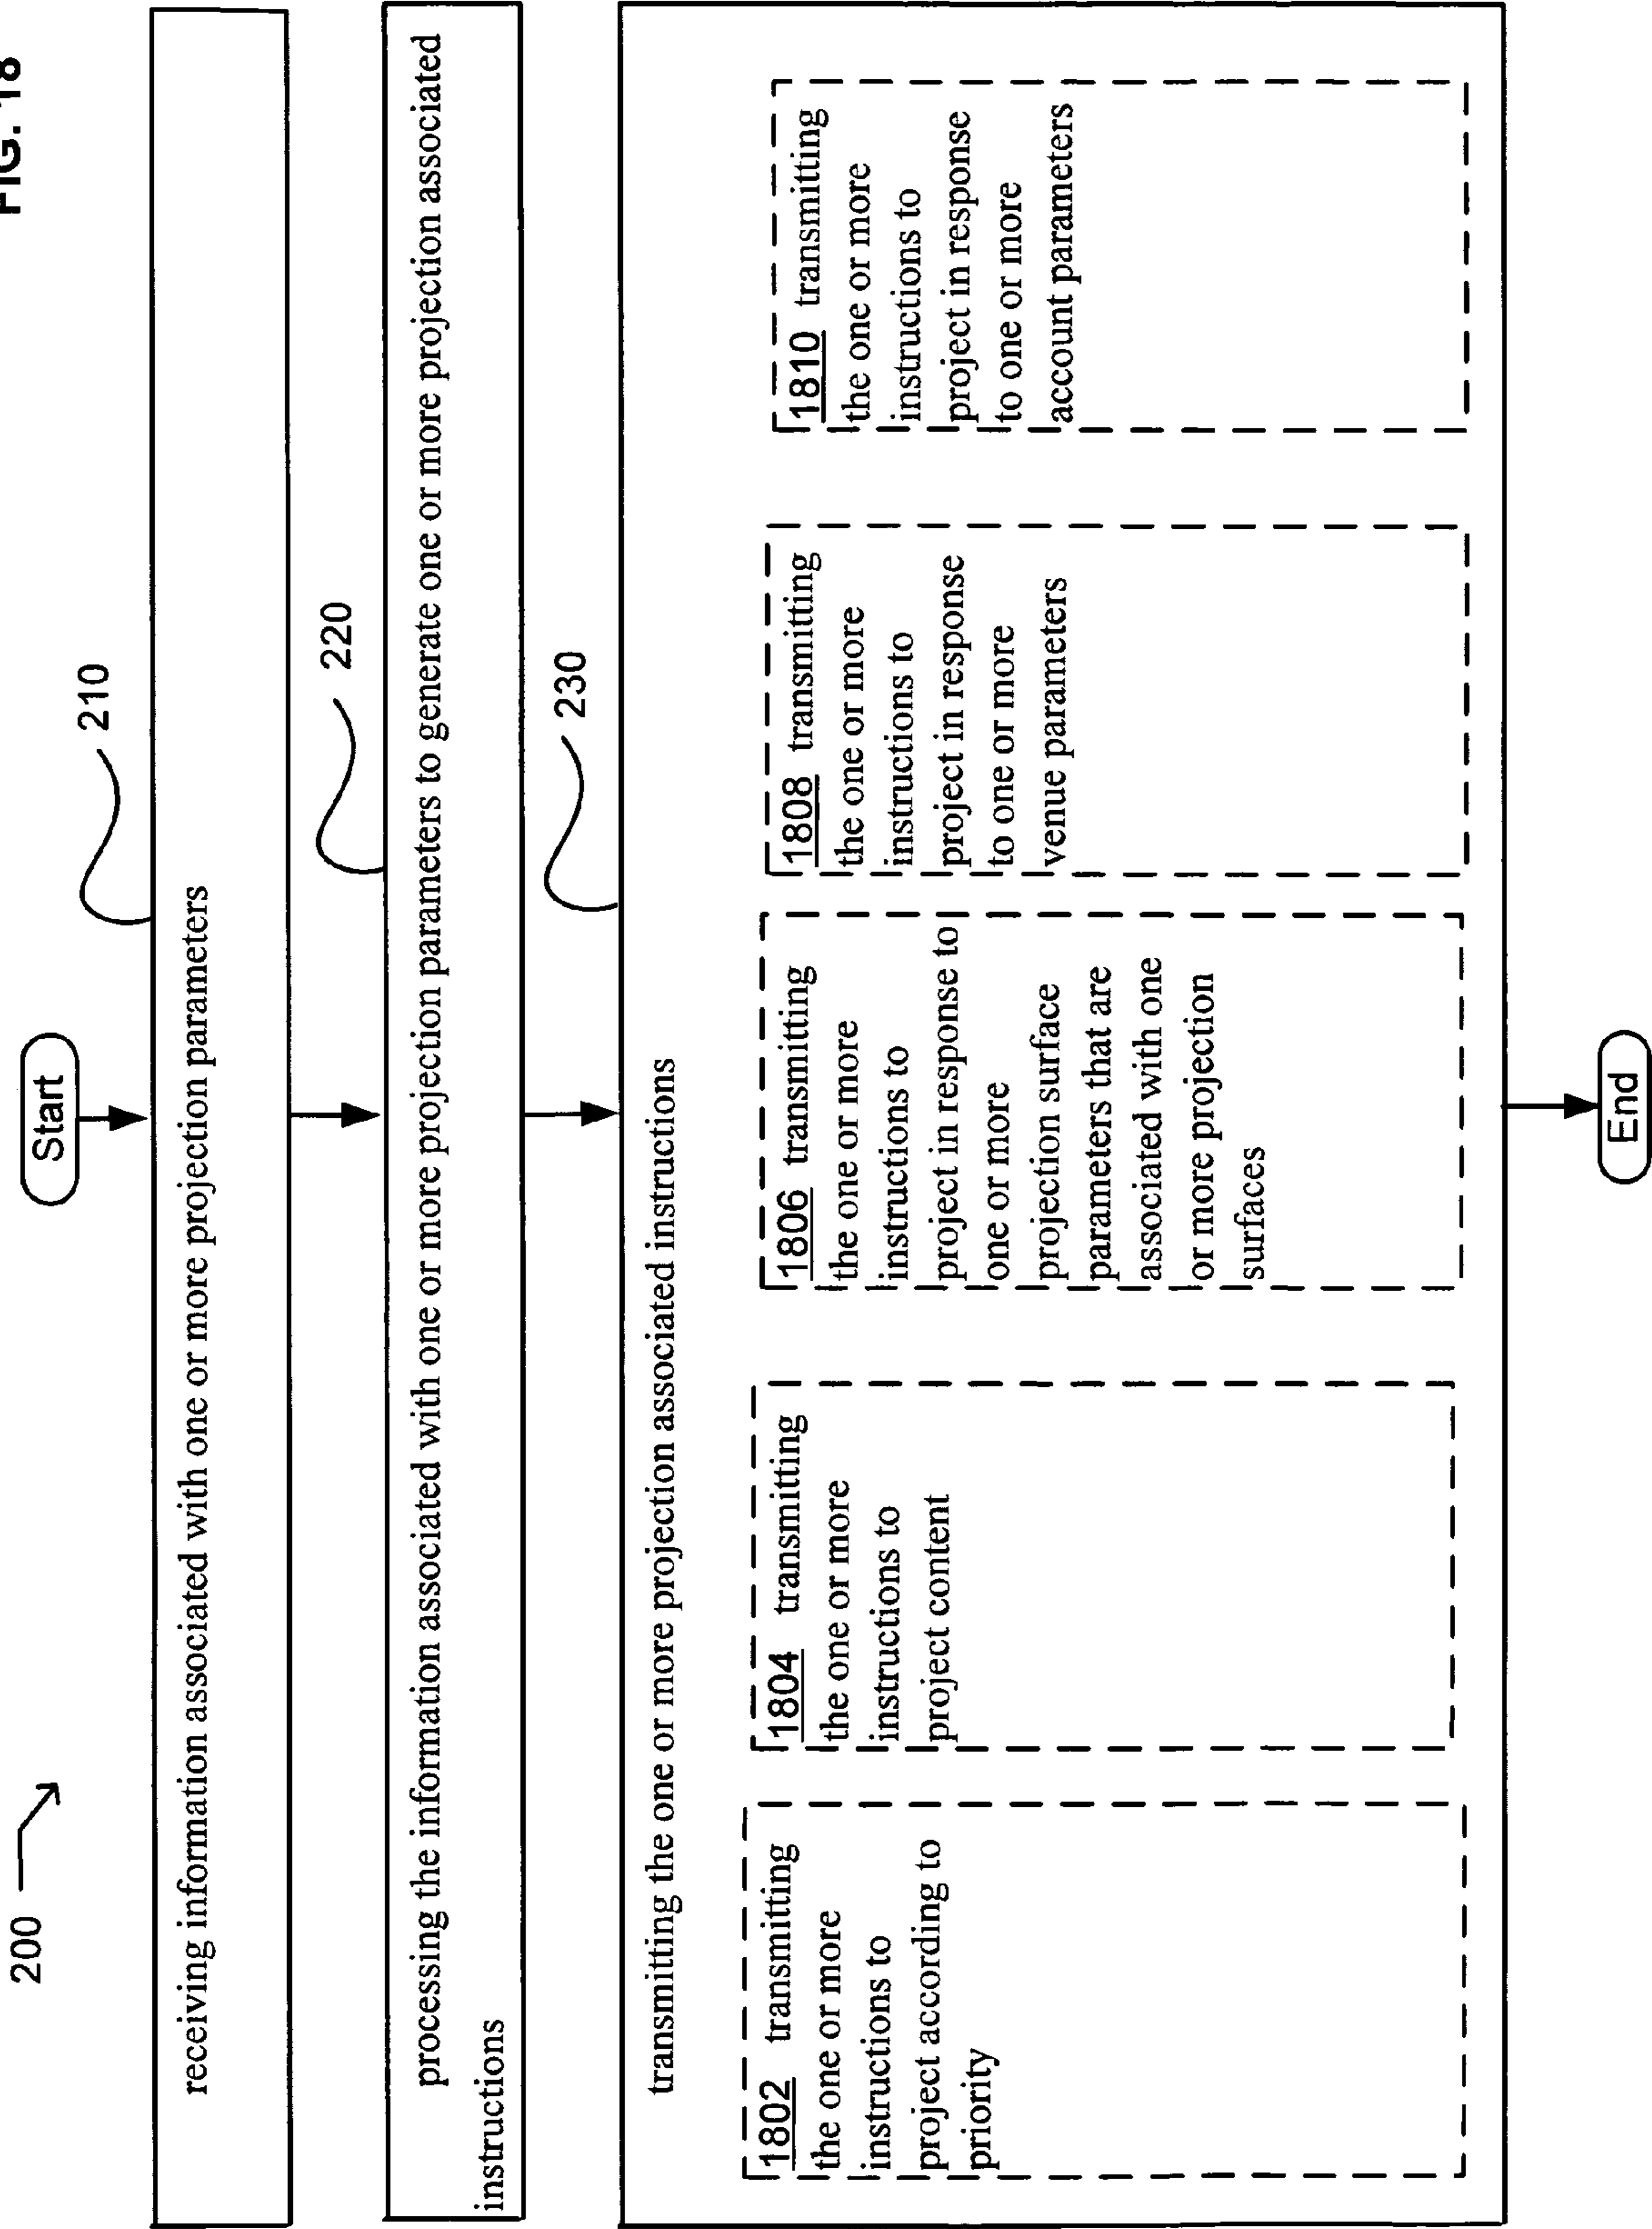 FIG. 18
200
Start
210
receiving information associated with one or more projection parameters
220
processing the information associated with one or more projection parameters to generate one or more projection associated
instructions
230
transmitting the one or more projection associated instructions
1802 transmitting
the one or more
instructions to
project according to
priority
1804 transmitting
the one or more
instructions to
project content
1806 transmitting
the one or more
instructions to
project in response to
one or more
projection surface
parameters that are
associated with one
or more projection
surfaces
1808 transmitting
the one or more
instructions to
project in response
to one or more
venue parameters
1810 transmitting
the one or more
instructions to
project in response
to one or more
account parameters
End